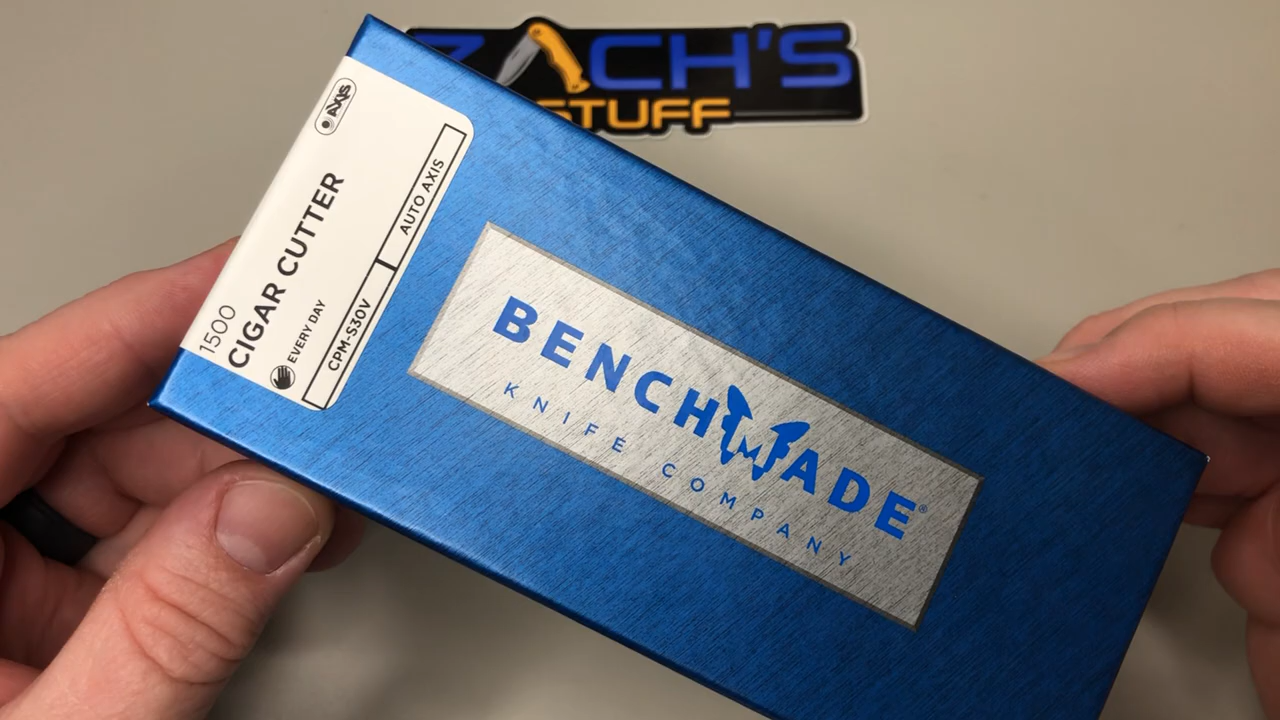 ZACH'S
STUFF
AXIS
1500
CIGAR CUTTER
EVERY DAY
CPM-S30V
AUTO AXIS
BENCHMADE®
KNIFE COMPANY